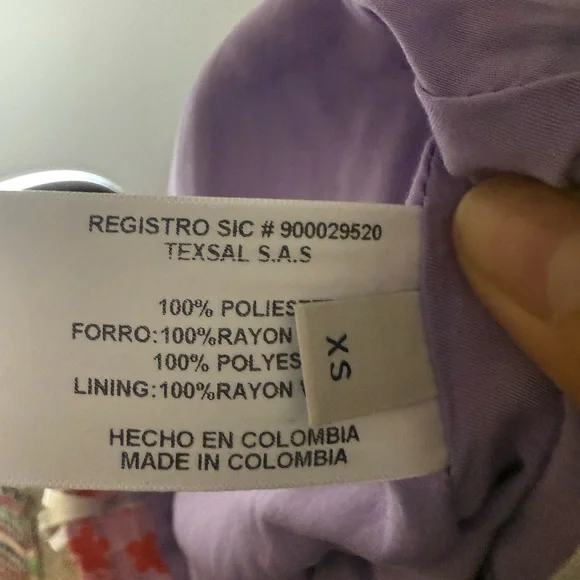 REGISTRO SIC # 900029520
TEXSAL S.A.S
100% POLIES
FORRO:100%RAYON
100% POLYES
LINING:100%RAYON
XS
HECHO EN COLOMBIA
MADE IN COLOMBIA